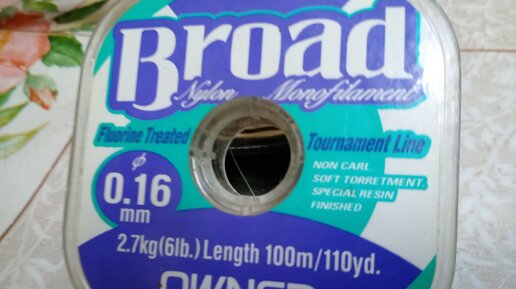 Broad
Nylon Monofilament
Fluorine Treated
Tournament Line
NON CARL.
SOFT TORRETMENT.
SPECIAL RESIN
FINISHED
ø
0.16
mm
2.7kg(6lb.) Length 100m/110yd.
OWNER